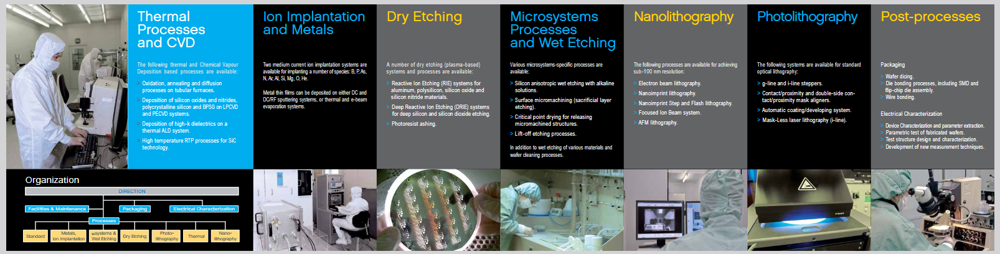 Thermal
Processes
and CVD
The following thermal and Chemical Vapour
Deposition based processes are available:
> Oxidation, annealing and diffusion
processes on tubular furnaces.
> Deposition of silicon oxides and nitrides,
polycrystalline silicon and BPSG on LPCVD
and PECVD systems.
> Deposition of high-k dielectrics on a
thermal ALD system.
> High temperature RTP processes for SiC
technology.
Ion Implantation
and Metals
Two medium current ion implantation systems are
available for implanting a number of species: B, P, As,
N, Ar, Al, Si, Mg, O, He.
Metal thin films can be deposited on either DC and
DC/RF sputtering systems, or thermal and e-beam
evaporation systems.
Dry Etching
A number of dry etching (plasma-based)
systems and processes are available:
> Reactive Ion Etching (RIE) systems for
aluminum, polysilicon, silicon oxide and
silicon nitride materials.
> Deep Reactive Ion Etching (DRIE) systems
for deep silicon and silicon dioxide etching.
> Photoresist ashing.
Microsystems
Processes
and Wet Etching
Various microsystems-specific processes are
available:
> Silicon anisotropic wet etching with alkaline
solutions.
> Surface micromachining (sacrificial layer
etching).
> Critical point drying for releasing
micromachined structures.
> Lift-off etching processes.
In addition to wet etching of various materials and
wafer cleaning processes.
Nanolithography
The following processes are available for achieving
sub-100 nm resolution:
> Electron beam lithography.
> Nanoimprint lithography.
> Nanoimprint Step and Flash lithography.
> Focused Ion Beam system.
> AFM lithography.
Photolithography
The following systems are available for standard
optical lithography:
> g-line and i-line steppers.
> Contact/proximity and double-side con-
tact/proximity mask aligners.
> Automatic coating/developing system.
> Mask-Less laser lithography (i-line).
Post-processes
Packaging
> Wafer dicing.
> Die bonding processes, including SMD and
flip-chip die assembly.
> Wire bonding.
Electrical Characterization
> Device Characterization and parameter extraction.
> Parametric test of fabricated wafers.
> Test structure design and characterization.
> Development of new measurement techniques.
Organization
DIRECTION
Facilities & Maintenance
Packaging
Electrical Characterization
Processes
Standard
Metals,
Ion Implantation
μsystems &
Wet Etching
Dry Etching
Photo-
lithography
Thermal
Nano-
lithography